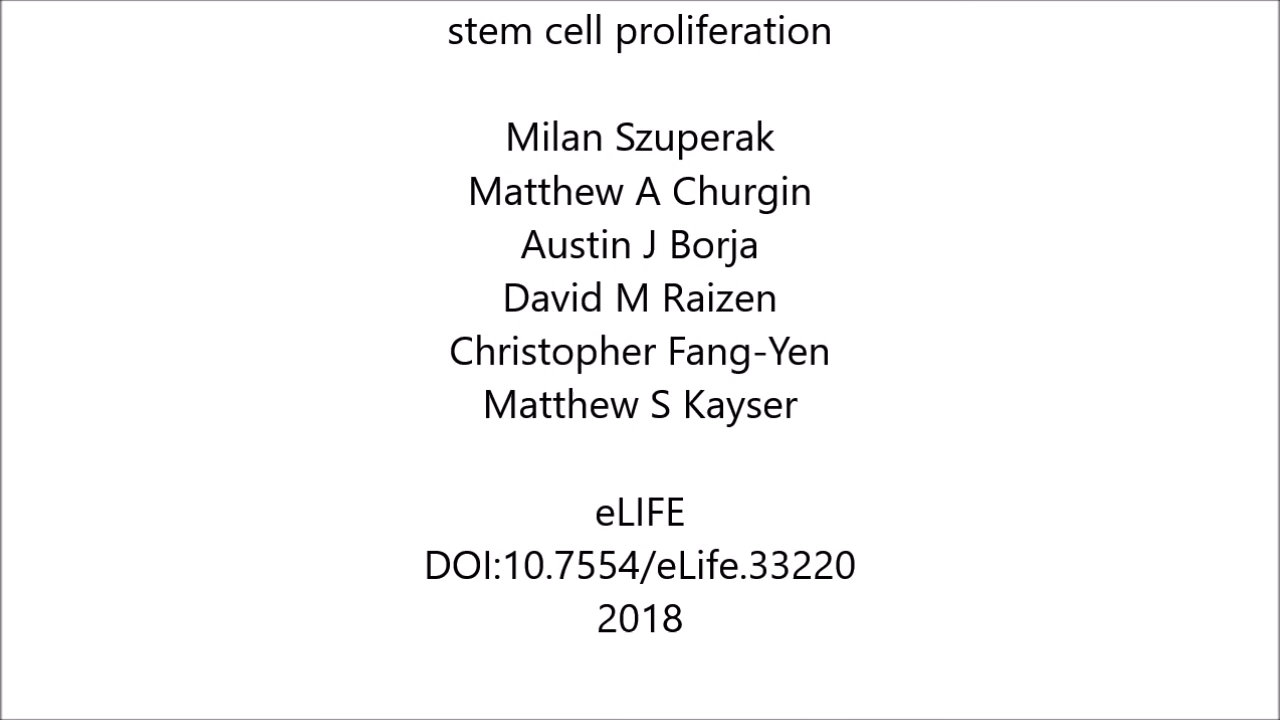 stem cell proliferation
Milan Szuperak
Matthew A Churgin
Austin J Borja
David M Raizen
Christopher Fang-Yen
Matthew S Kayser
eLIFE
DOI:10.7554/eLife.33220
2018